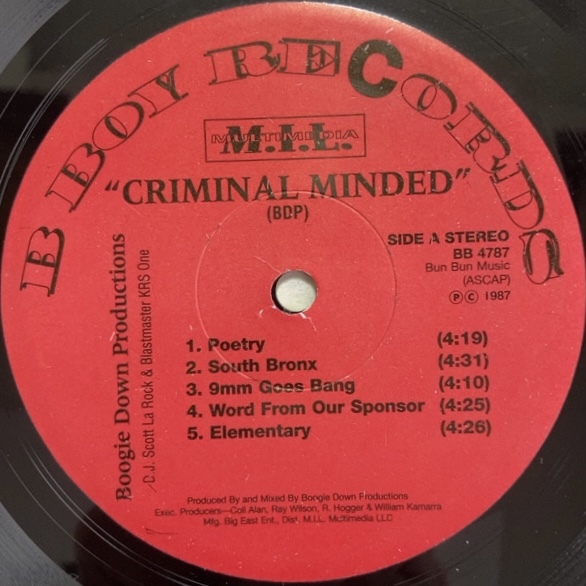 B BOY RECORDS
MULTIMEDIA
M.I.L.
"CRIMINAL MINDED"
(BDP)
SIDE A STEREO
BB 4787
Bun Bun Music
(ASCAP)
Ⓟ© 1987
Boogie Down Productions
D.J. Scott La Rock & Blastmaster KRS One
1. Poetry (4:19)
2. South Bronx (4:31)
3. 9mm Goes Bang (4:10)
4. Word From Our Sponsor (4:25)
5. Elementary (4:26)
Produced By and Mixed By Boogie Down Productions
Exec. Producers—Coli Alan, Ray Wilson, R. Hogger & William Kamarra
Mfg. Big East Ent., Dist. M.I.L. Multimedia LLC